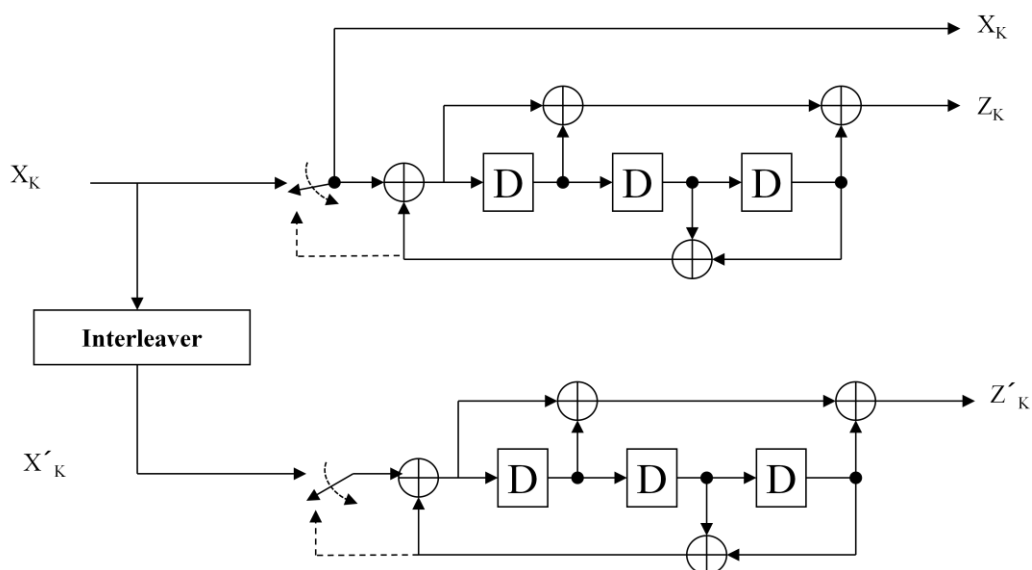 X_K
Z_K
X_K
D D D
Interleaver
Z´_K
X´_K
D D D